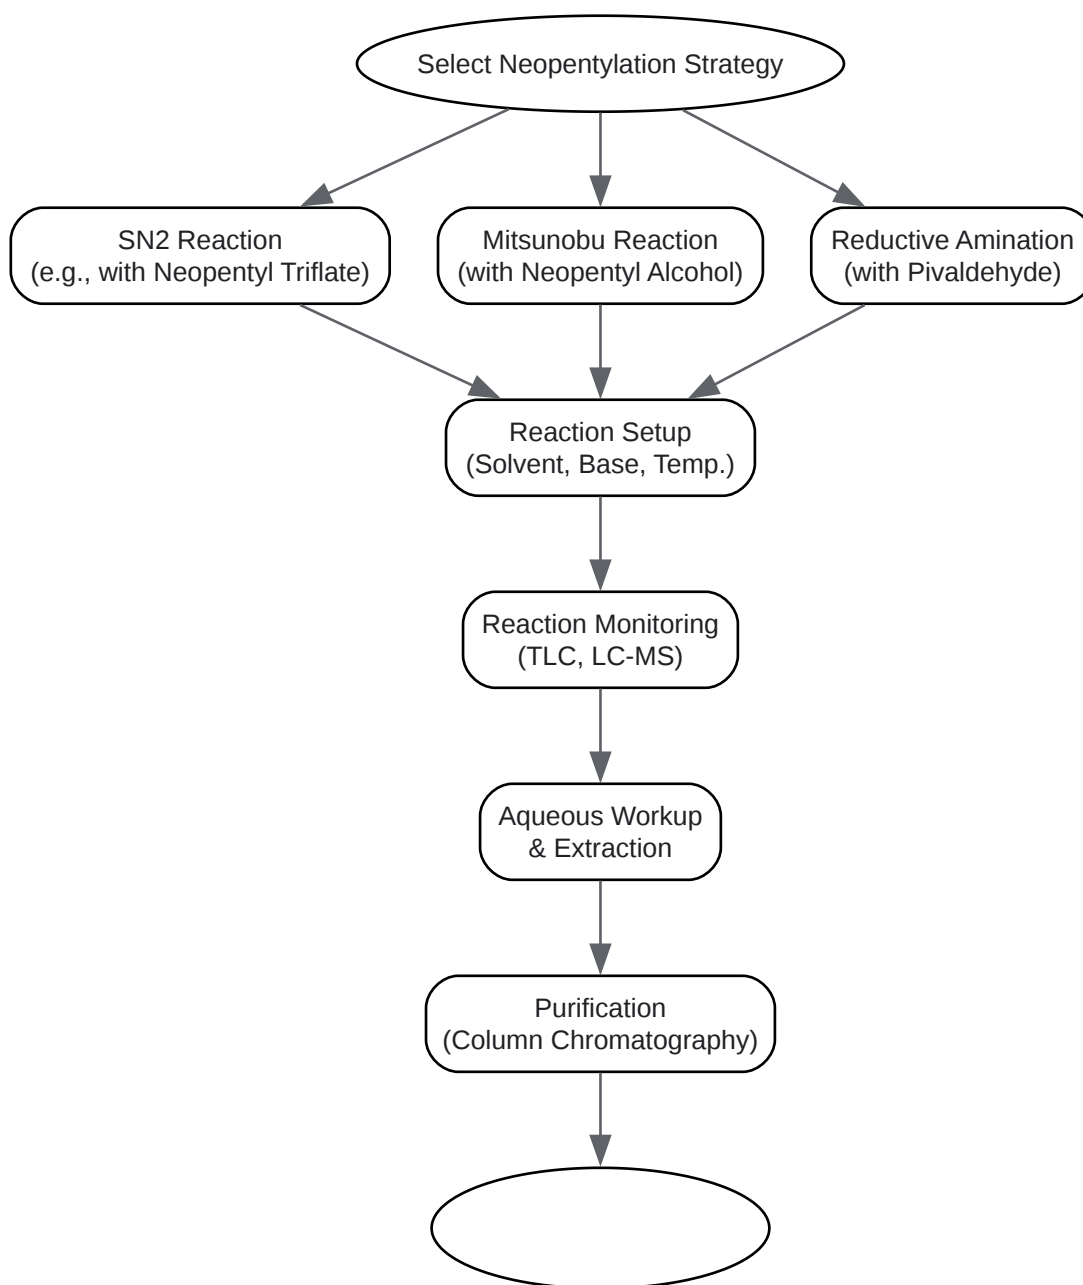 Select Neopentylation Strategy
SN2 Reaction
(e.g., with Neopentyl Triflate)
Mitsunobu Reaction
(with Neopentyl Alcohol)
Reductive Amination
(with Pivaldehyde)
Reaction Setup
(Solvent, Base, Temp.)
Reaction Monitoring
(TLC, LC-MS)
Aqueous Workup
& Extraction
Purification
(Column Chromatography)